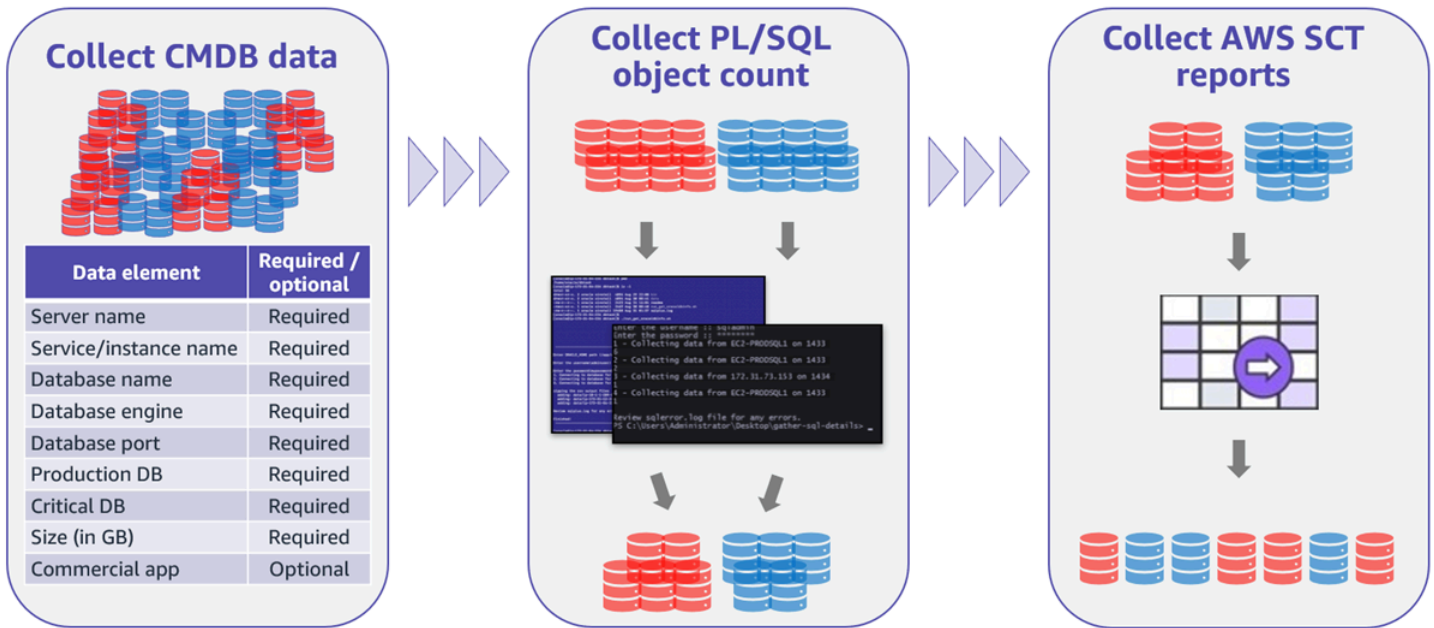 Collect CMDB data
Data element
Required /
optional
Server name Required
Service/instance name Required
Database name Required
Database engine Required
Database port Required
Production DB Required
Critical DB Required
Size (in GB) Required
Commercial app Optional
Collect PL/SQL
object count
Enter the username :: sqladmin
Enter the password :: ********
1 - Collecting data from EC2-PRODSQL1 on 1433
2 - Collecting data from EC2-PRODSQL1 on 1433
3 - Collecting data from 172.31.73.153 on 1434
4 - Collecting data from EC2-PRODSQL1 on 1433
Review sqlerror.log file for any errors.
PS C:\Users\Administrator\Desktop\gather-sql-details>
Collect AWS SCT
reports